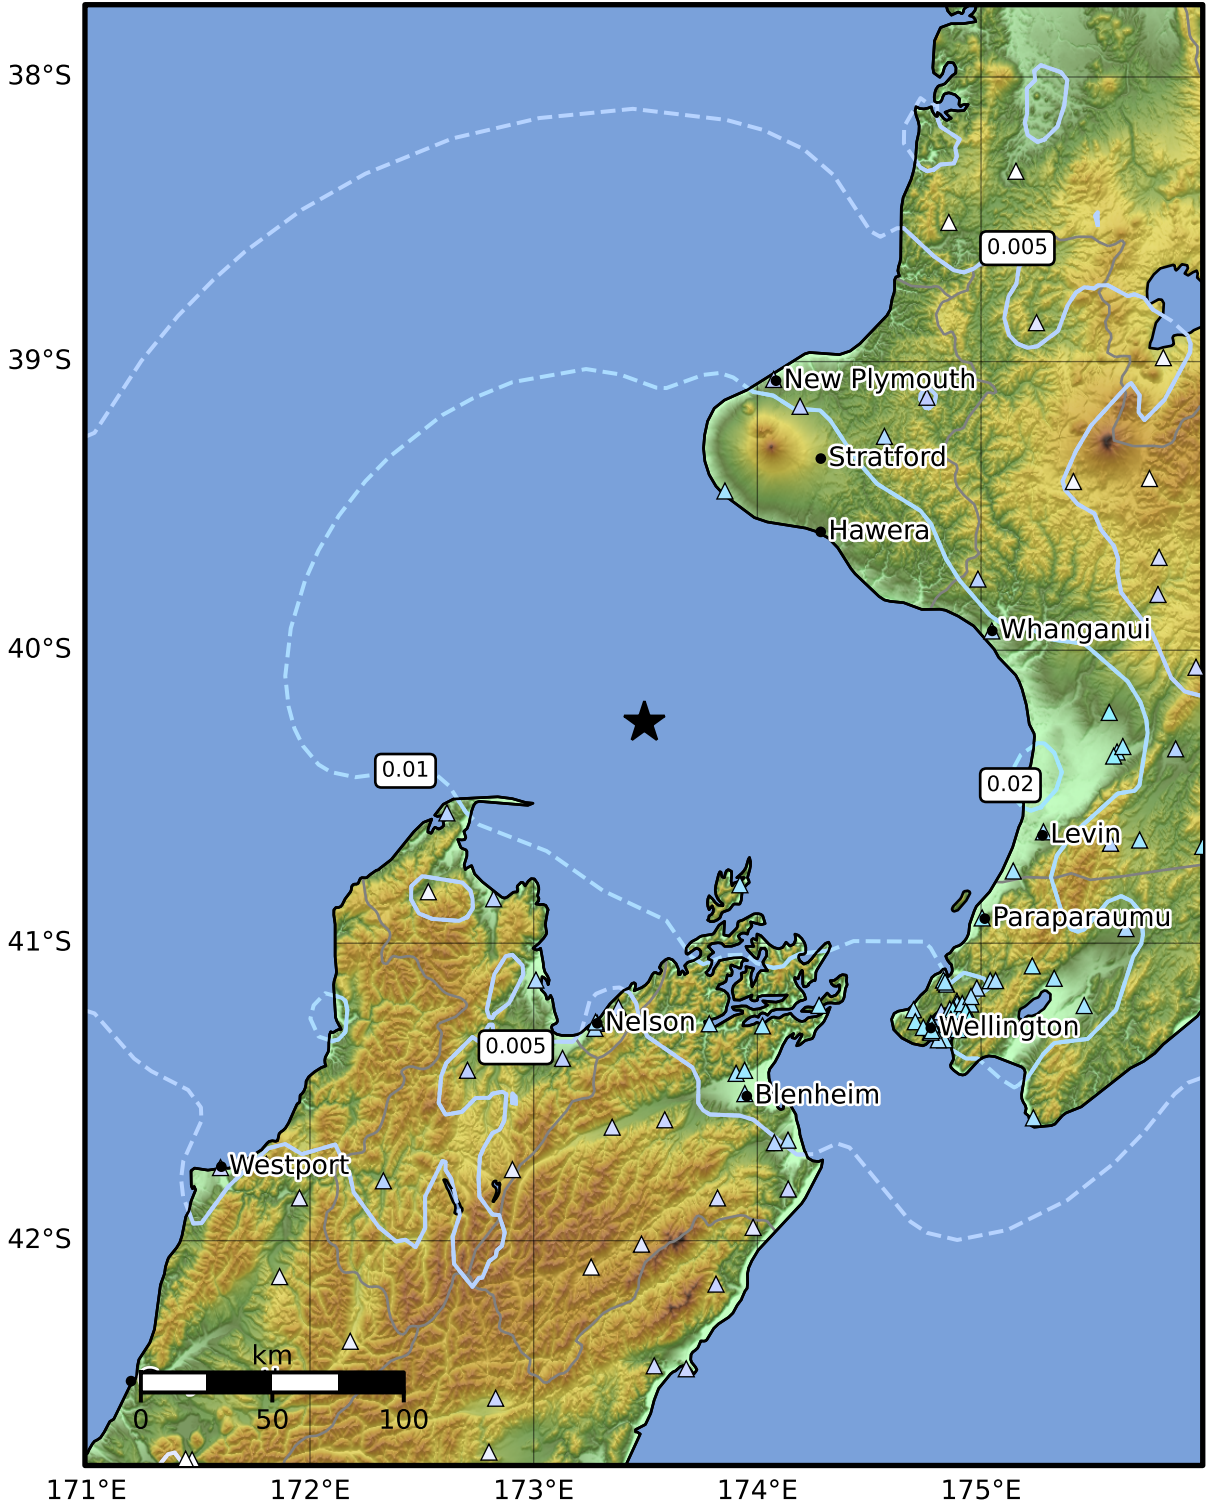 38°S
0.005
39°S
New Plymouth
Stratford
Hawera
Whanganui
40°S
0.01
0.02
Levin
Paraparaumu
41°S
Nelson
Wellington
0.005
Blenheim
Westport
42°S
km
0 50 100
171°E 172°E 173°E 174°E 175°E